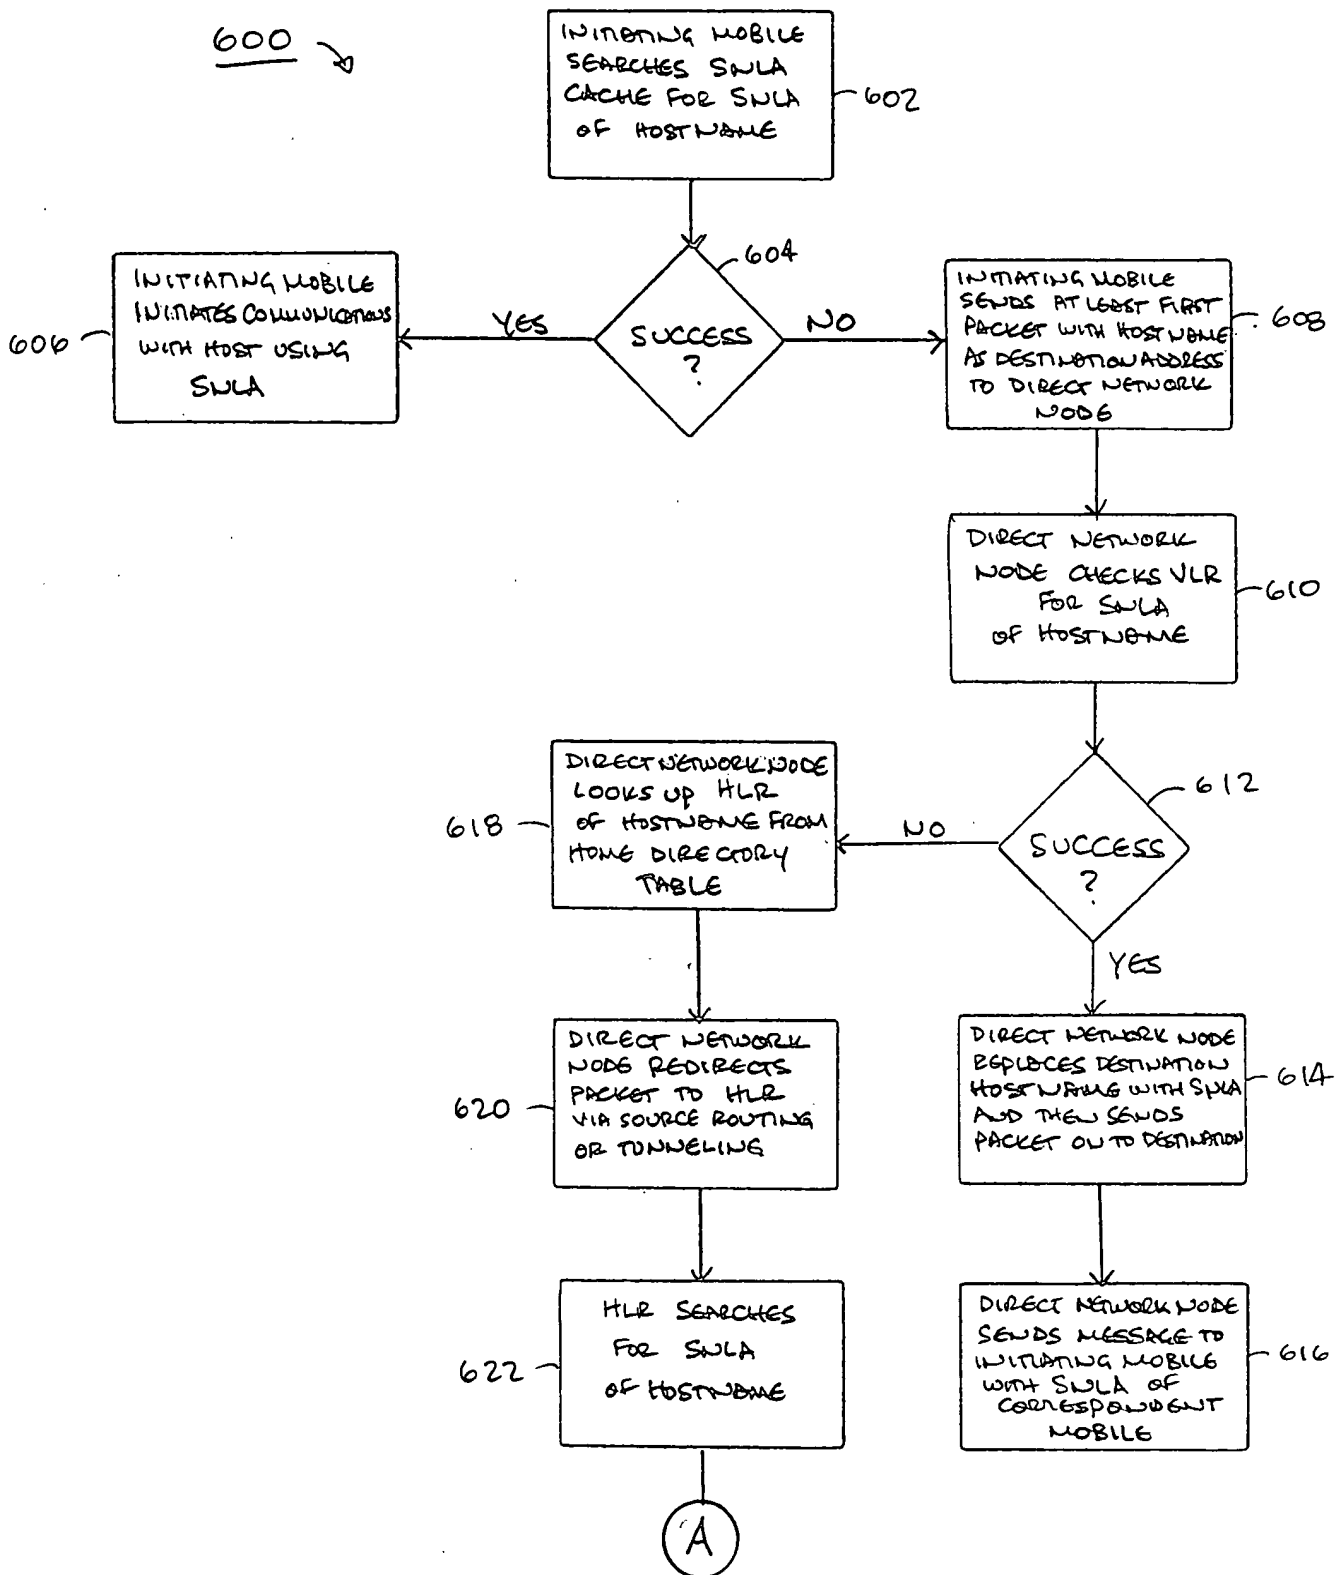 600
INITIATING MOBILE
SEARCHES SNLA
CACHE FOR SNLA
OF HOSTNAME
602
604
SUCCESS
?
YES
NO
INITIATING MOBILE
INITIATES COMMUNICATIONS
WITH HOST USING
SNLA
606
INITIATING MOBILE
SENDS AT LEAST FIRST
PACKET WITH HOSTNAME
AS DESTINATION ADDRESS
TO DIRECT NETWORK
NODE
608
DIRECT NETWORK
NODE CHECKS VLR
FOR SNLA
OF HOSTNAME
610
612
SUCCESS
?
NO
YES
DIRECT NETWORK NODE
LOOKS UP HLR
OF HOSTNAME FROM
HOME DIRECTORY
TABLE
618
DIRECT NETWORK
NODE REDIRECTS
PACKET TO HLR
VIA SOURCE ROUTING
OR TUNNELING
620
DIRECT NETWORK NODE
REPLACES DESTINATION
HOSTNAME WITH SNLA
AND THEN SENDS
PACKET ON TO DESTINATION
614
HLR SEARCHES
FOR SNLA
OF HOSTNAME
622
DIRECT NETWORK NODE
SENDS MESSAGE TO
INITIATING MOBILE
WITH SNLA OF
CORRESPONDENT
MOBILE
616
A